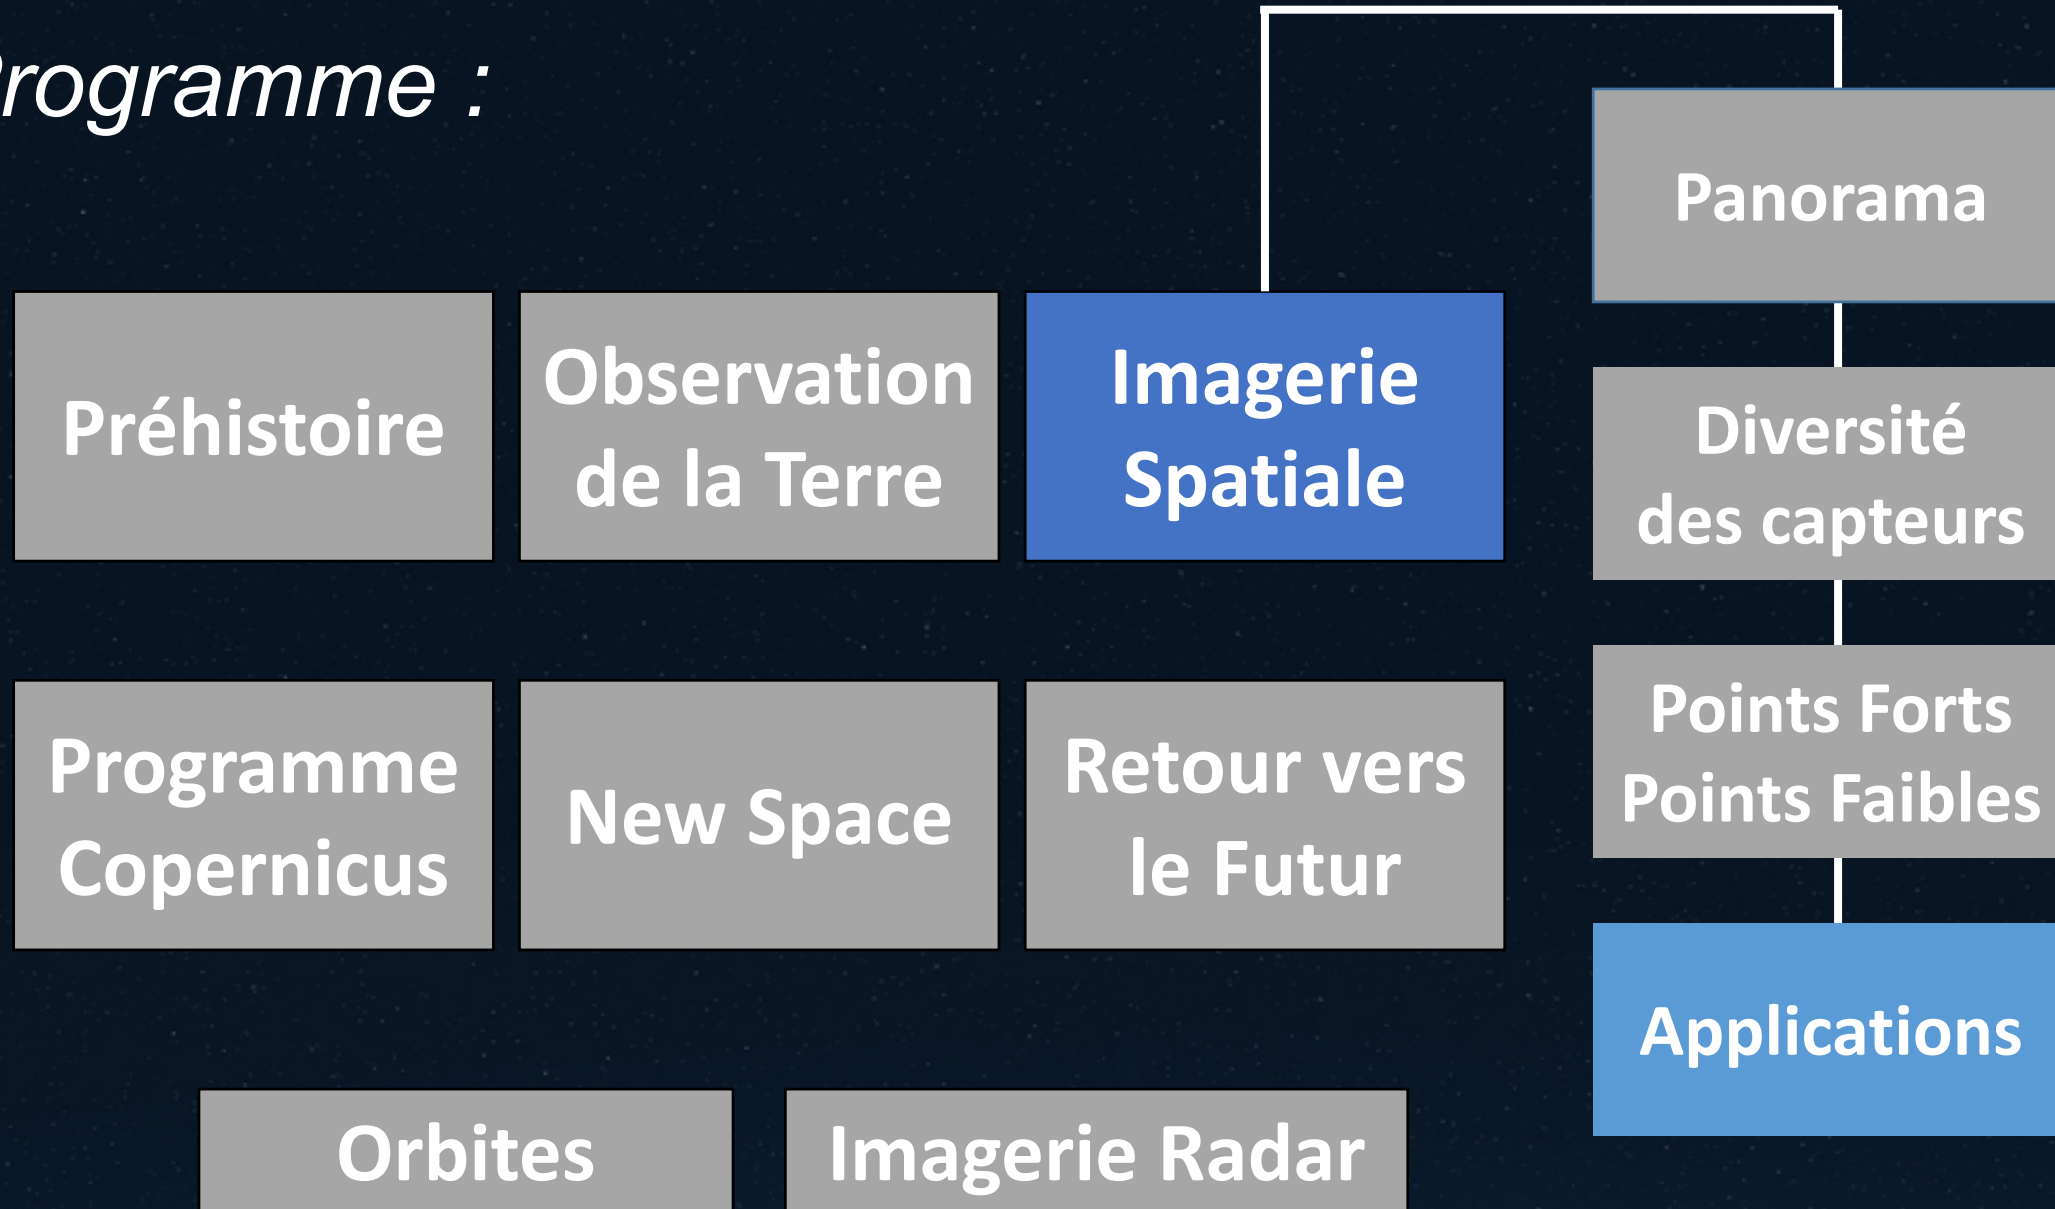 Programme :
Préhistoire
Observation
de la Terre
Imagerie
Spatiale
Programme
Copernicus
New Space
Retour vers
le Futur
Orbites
Imagerie Radar
Panorama
Diversité
des capteurs
Points Forts
Points Faibles
Applications